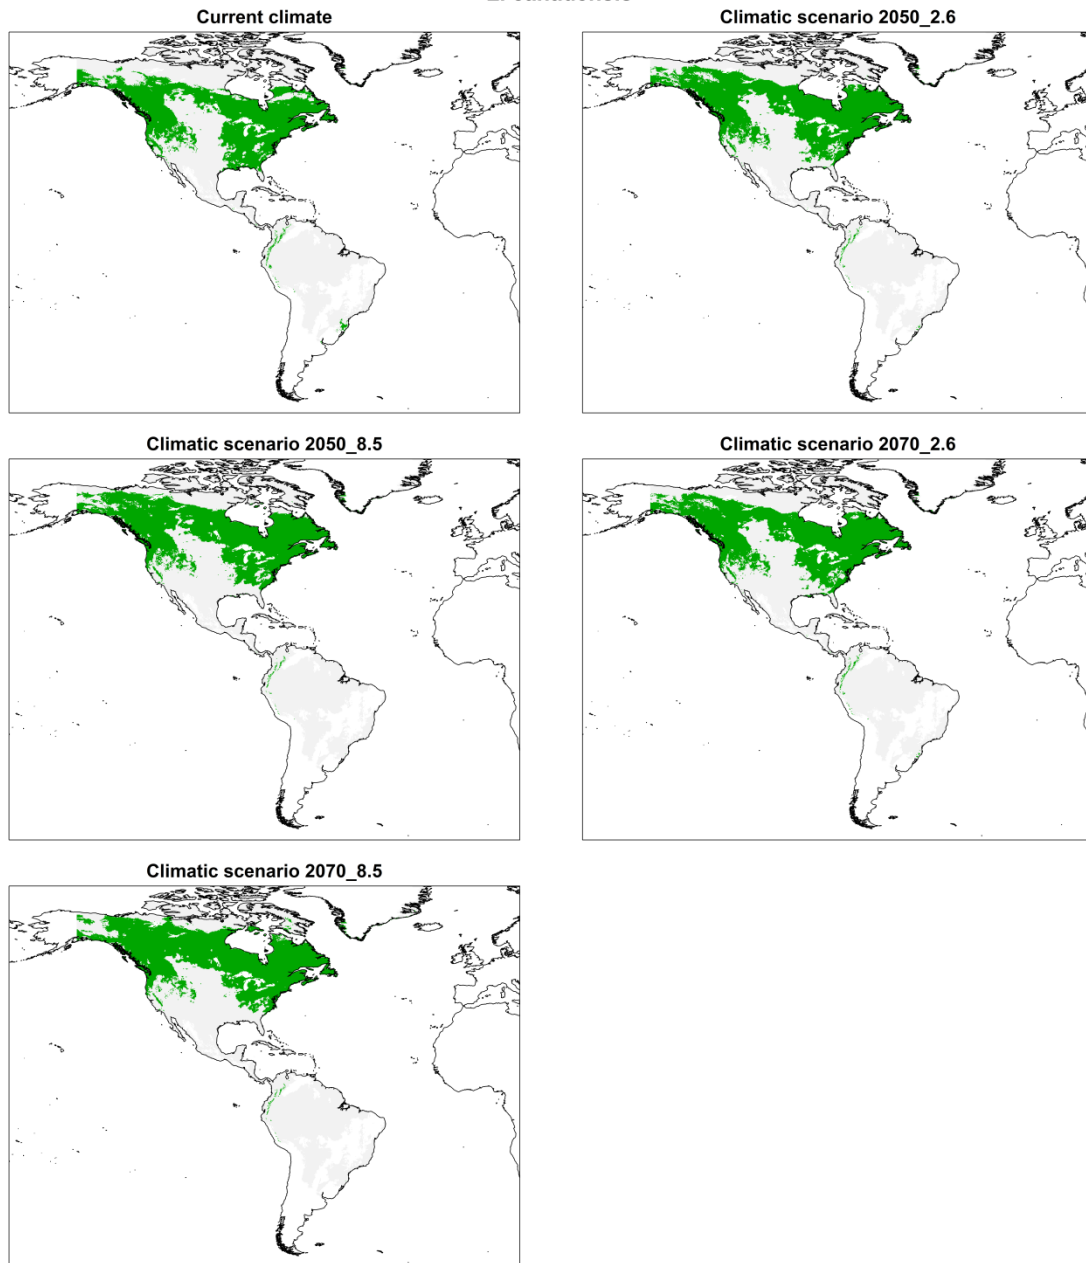 Current climate
Climatic scenario 2050_2.6
Climatic scenario 2050_8.5
Climatic scenario 2070_2.6
Climatic scenario 2070_8.5